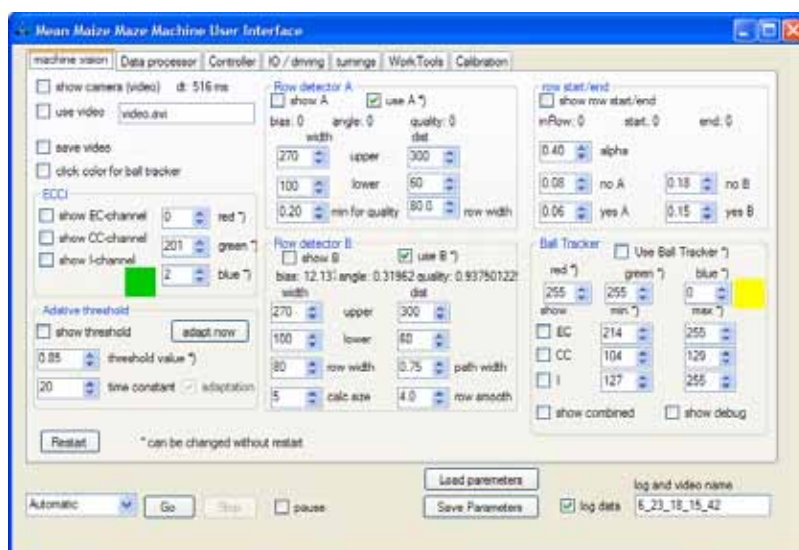 Mean Maize Maze Machine User Interface
machine vision Data processor Controller IO / driving turnings WorkTools Calibration
show camera (video) dt: 516 ms
use video video.avi
save video
click color for ball tracker
ECCI
show EC-channel 0 red *)
show CC-channel 201 green *)
show I-channel 2 blue *)
Adative threshold
show threshold adapt now
0.85 threshold value *)
20 time constant adaptation
Restart * can be changed without restart
Row detector A
show A use A *)
bias: 0 angle: 0 quality: 0
width dist
270 upper 300
100 lower 60
0.20 min for quality 80.0 row width
Row detector B
show B use B *)
bias: 12.13 angle: 0.31962 quality: 0.93750122
width dist
270 upper 300
100 lower 60
80 row width 0.75 path width
5 calc size 4.0 row smooth
row start/end
show row start/end
inRow: 0 start: 0 end: 0
0.40 alpha
0.08 no A 0.18 no B
0.06 yes A 0.15 yes B
Ball Tracker Use Ball Tracker *)
red *) green *) blue *)
255 255 0
show min *) max *)
EC 214 255
CC 104 129
I 127 255
show combined show debug
Automatic Go Stop pause
Load paremeters
Save Parameters
log data
log and video name
6_23_18_15_42